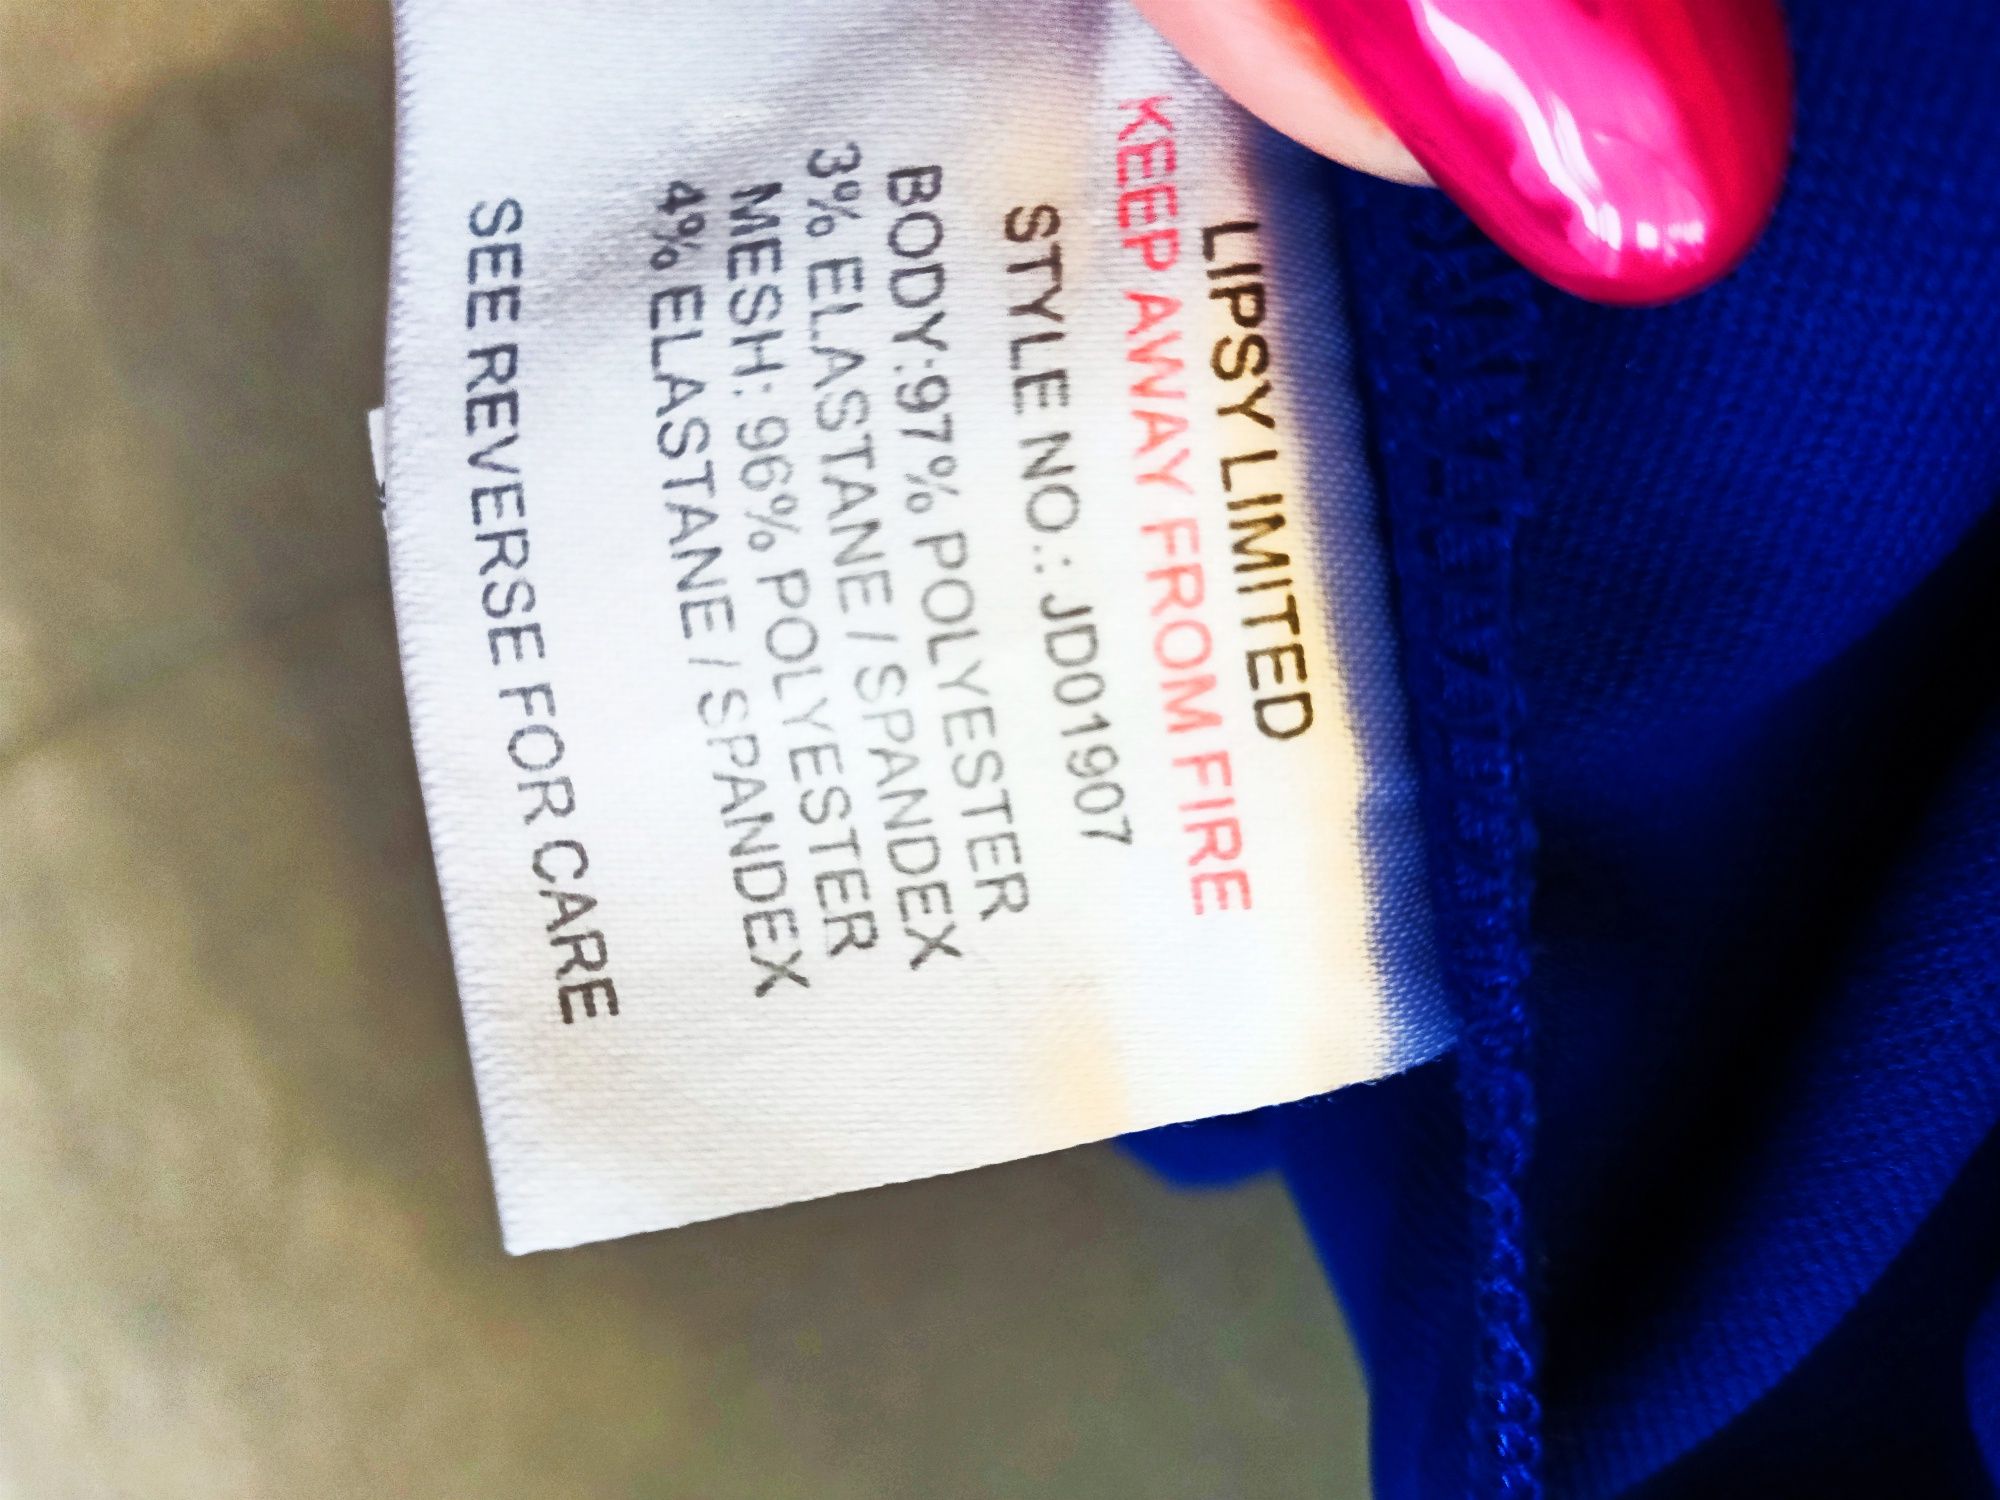 LIPSY LIMITED
KEEP AWAY FROM FIRE
STYLE NO.: JD01907
BODY:97% POLYESTER
3% ELASTANE / SPANDEX
MESH: 96% POLYESTER
4% ELASTANE / SPANDEX
SEE REVERSE FOR CARE